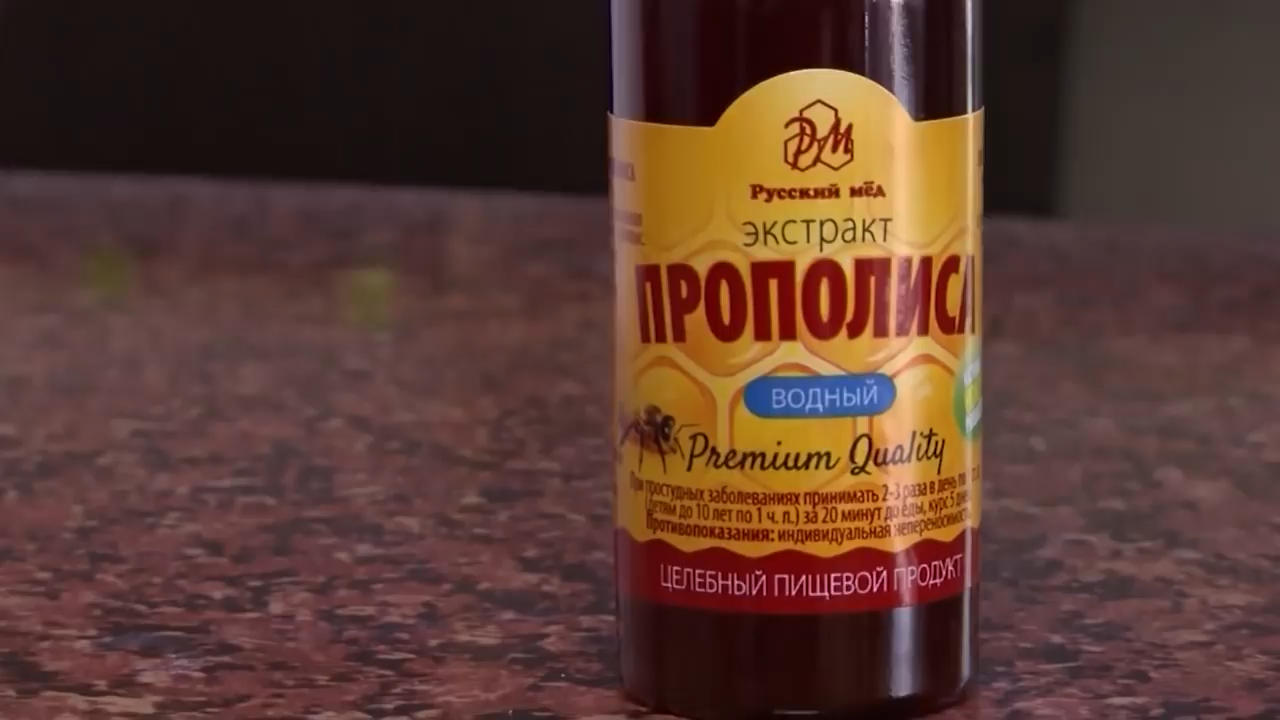 РМ
Русский мёд
экстракт
ПРОПОЛИСА
ВОДНЫЙ
Premium Quality
При простудных заболеваниях принимать 2-3 раза в день по
(детям до 10 лет по 1 ч. л.) за 20 минут до еды, курс 5 дней
Противопоказания: индивидуальная непереносимость
ЦЕЛЕБНЫЙ ПИЩЕВОЙ ПРОДУКТ